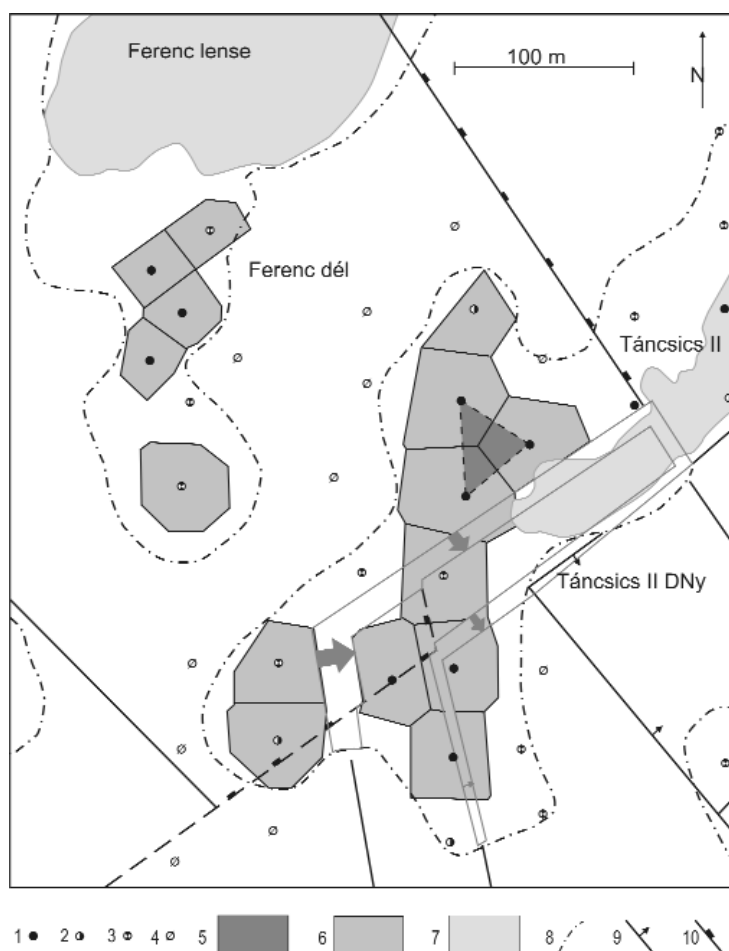 Ferenc lense
100 m
N
Ferenc dél
Táncsics II
Táncsics II DNy
1 2 3 4 5 6 7 8 9 10